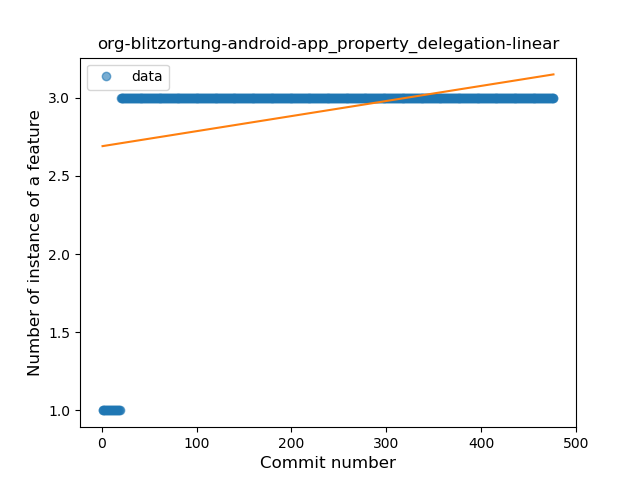 org-blitzortung-android-app_property_delegation-linear
data
Number of instance of a feature
3.0
2.5
2.0
1.5
1.0
0 100 200 300 400 500
Commit number